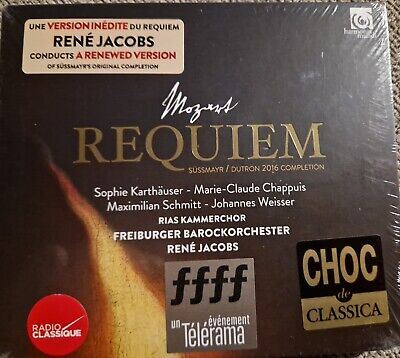 UNE VERSION INÉDITE DU REQUIEM
RENÉ JACOBS
CONDUCTS A RENEWED VERSION
OF SÜSSMAYR'S ORIGINAL COMPLETION
harmonia
mundi
Mozart
REQUIEM
SÜSSMAYR / DUTRON 2016 COMPLETION
Sophie Karthäuser - Marie-Claude Chappuis
Maximilian Schmitt - Johannes Weisser
RIAS KAMMERCHOR
FREIBURGER BAROCKORCHESTER
RENÉ JACOBS
ffff
un événement
Télérama
CHOC
de
CLASSICA
RADIO
CLASSIQUE